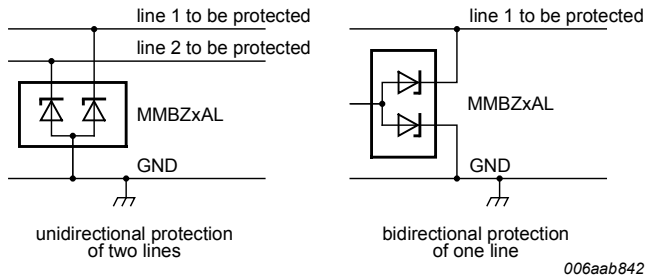 line 1 to be protected
line 2 to be protected
MMBZxAL
GND
unidirectional protection
of two lines
line 1 to be protected
MMBZxAL
GND
bidirectional protection
of one line
006aab842